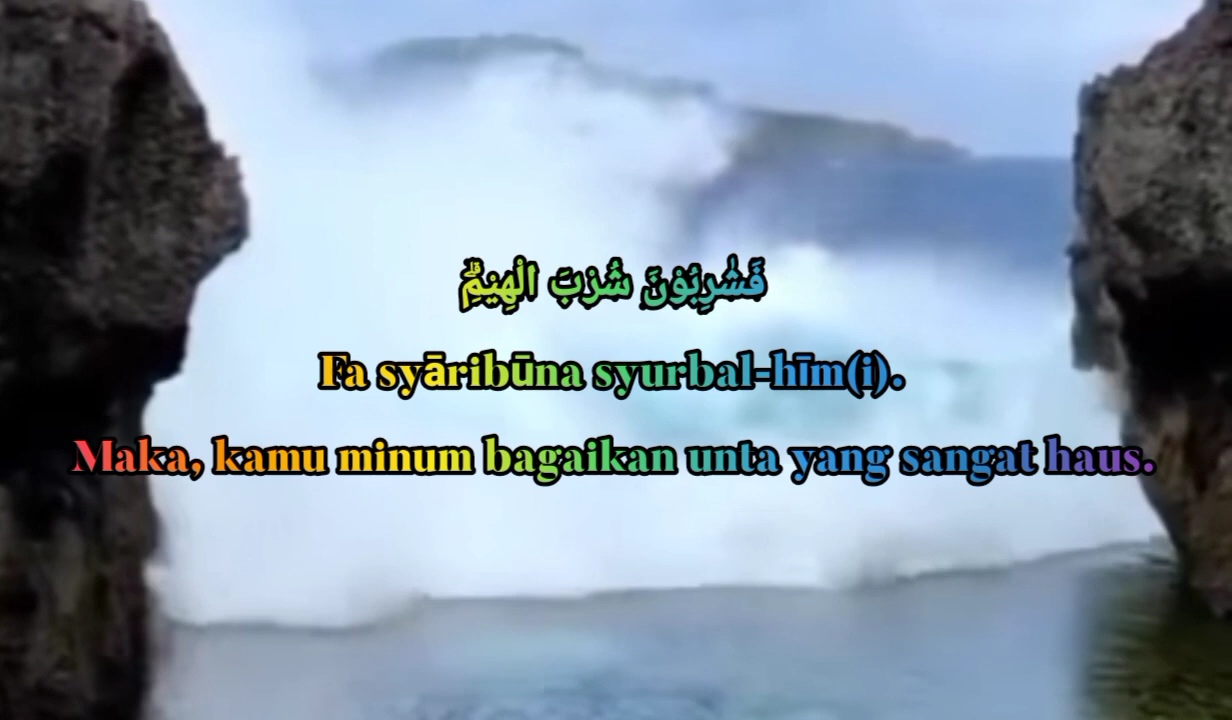 فَشٰرِبُوْنَ شُرْبَ الْهِيْمِۗ
Fa syāribūna syurbal-hīm(i).
Maka, kamu minum bagaikan unta yang sangat haus.